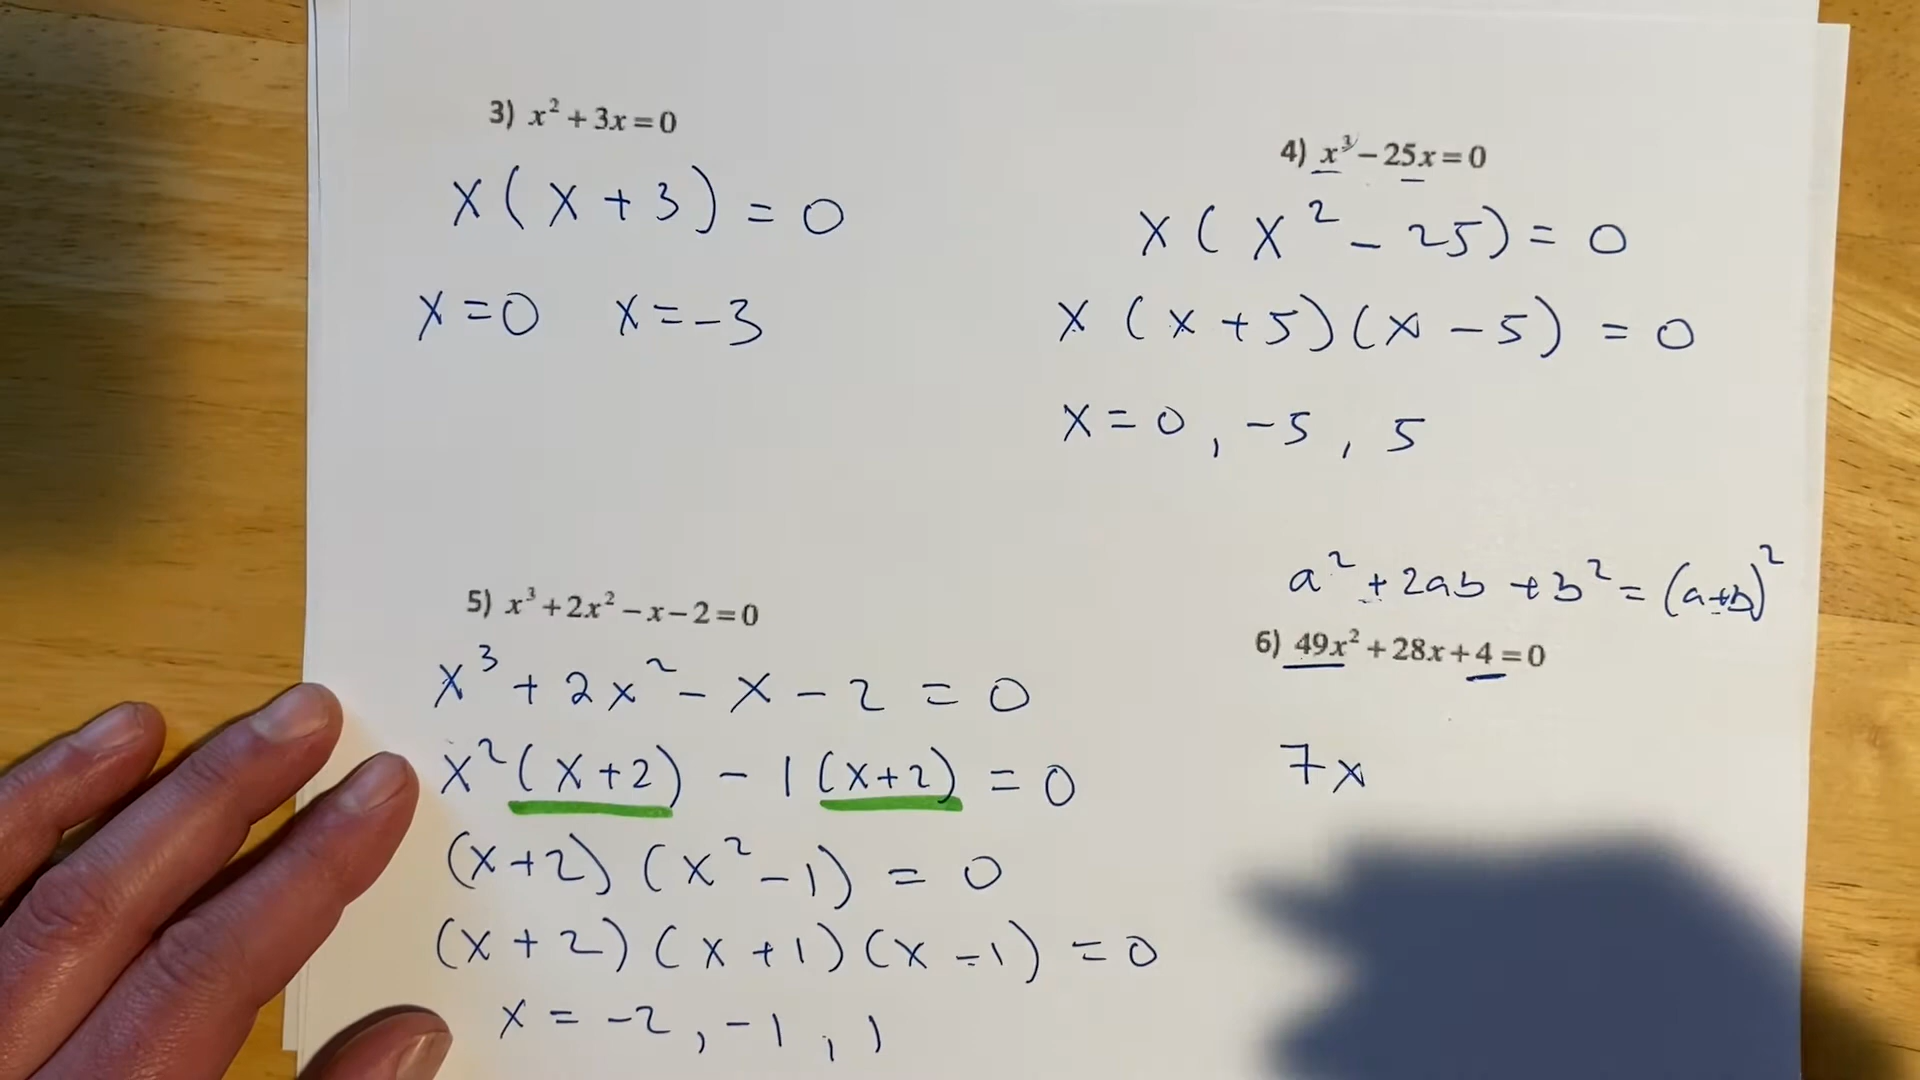 3) x² + 3x = 0
x(x + 3) = 0
x = 0 x = -3
4) x³ - 25x = 0
x(x² - 25) = 0
x(x + 5)(x - 5) = 0
x = 0, -5, 5
5) x³ + 2x² - x - 2 = 0
x³ + 2x² - x - 2 = 0
x²(x+2) - 1(x+2) = 0
(x+2)(x² - 1) = 0
(x + 2)(x + 1)(x - 1) = 0
x = -2, -1, 1
a² + 2ab + b² = (a+b)²
6) 49x² + 28x + 4 = 0
7x